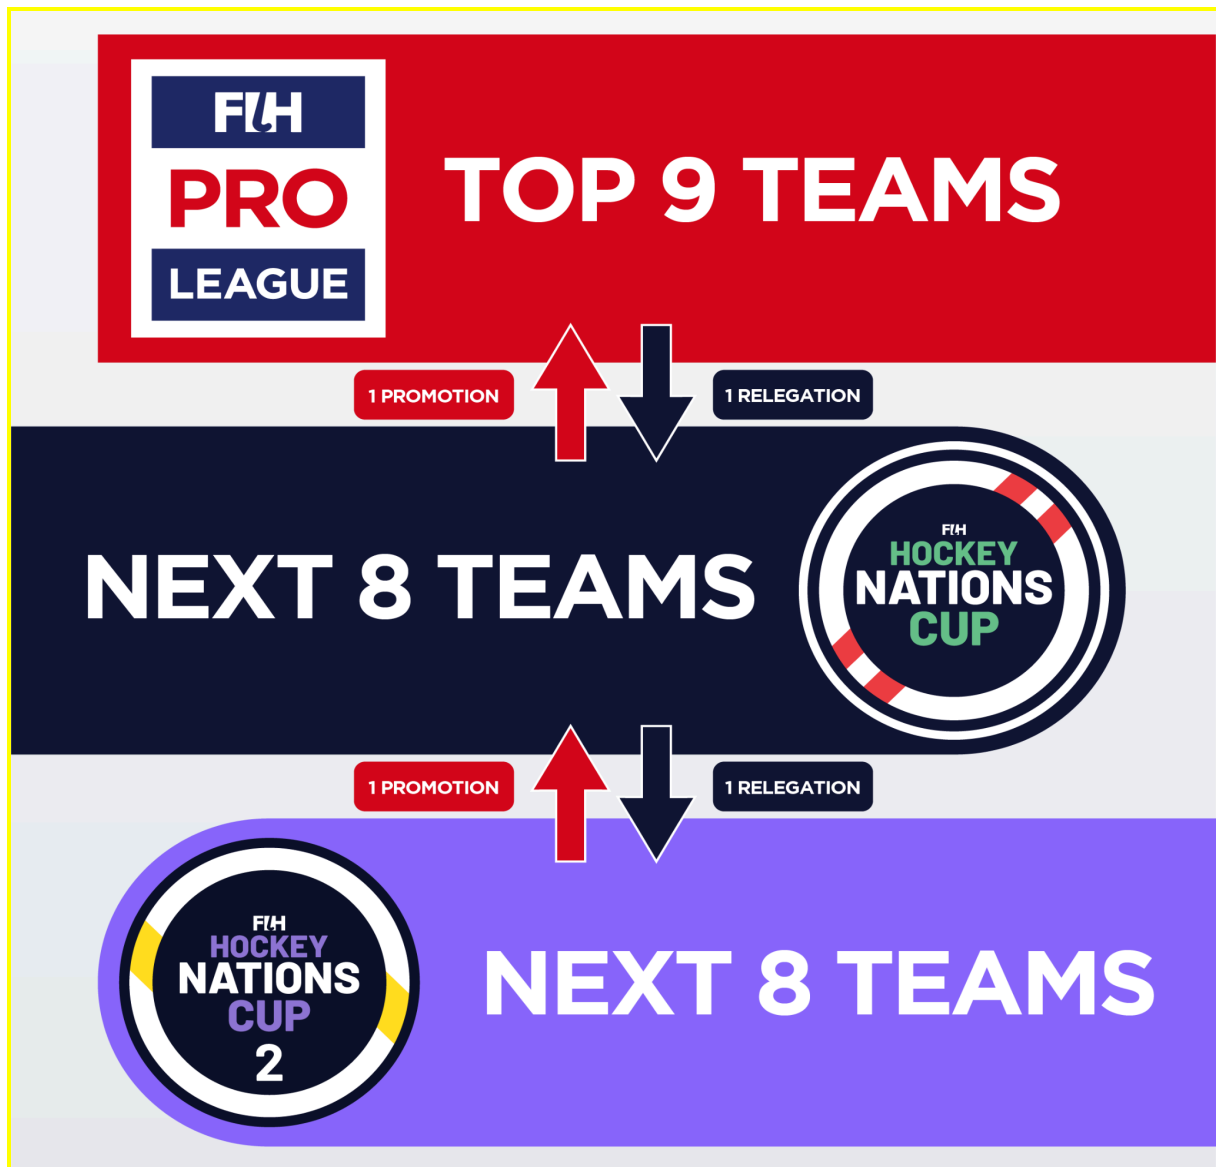 FIH
PRO
LEAGUE
TOP 9 TEAMS
1 PROMOTION
1 RELEGATION
NEXT 8 TEAMS
FIH
HOCKEY
NATIONS
CUP
1 PROMOTION
1 RELEGATION
FIH
HOCKEY
NATIONS
CUP
2
NEXT 8 TEAMS